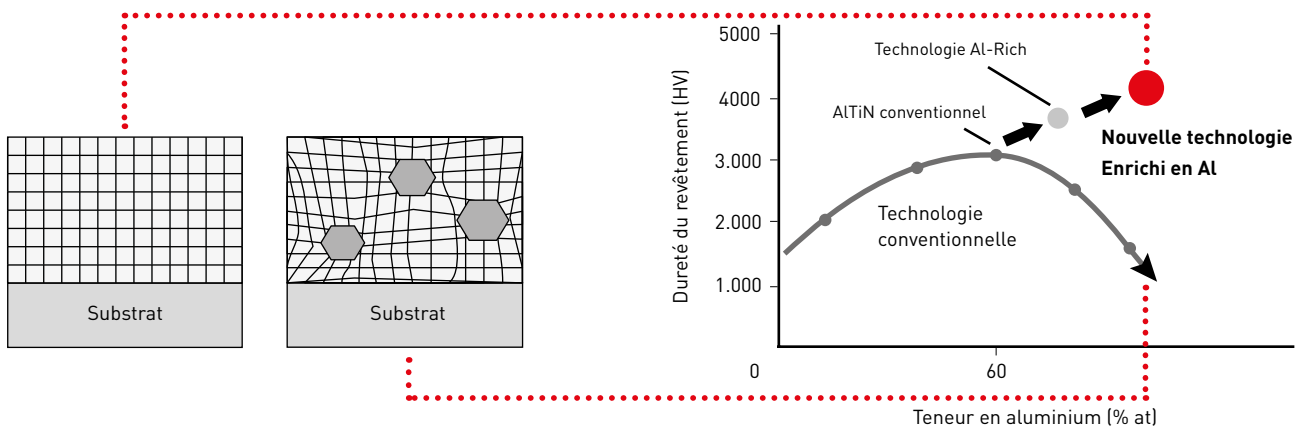 Substrat
Substrat
Dureté du revêtement (HV)
5000
4000
3.000
2.000
1.000
0
60
Technologie Al-Rich
AlTiN conventionnel
Nouvelle technologie
Enrichi en Al
Technologie
conventionnelle
Teneur en aluminium (% at)